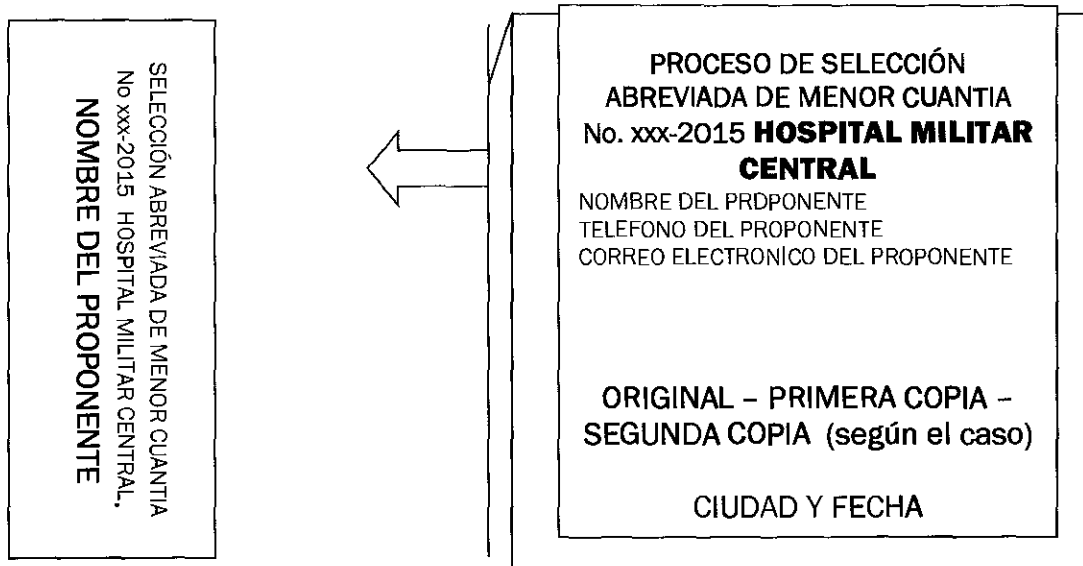 SELECCIÓN ABREVIADA DE MENOR CUANTIA
No xxx-2015 HOSPITAL MILITAR CENTRAL,
NOMBRE DEL PROPONENTE
PROCESO DE SELECCIÓN
ABREVIADA DE MENOR CUANTIA
No. xxx-2015 HOSPITAL MILITAR
CENTRAL
NOMBRE DEL PRDPONENTE
TELEFONO DEL PROPONENTE
CORREO ELECTRONICO DEL PROPONENTE
ORIGINAL – PRIMERA COPIA –
SEGUNDA COPIA (según el caso)
CIUDAD Y FECHA